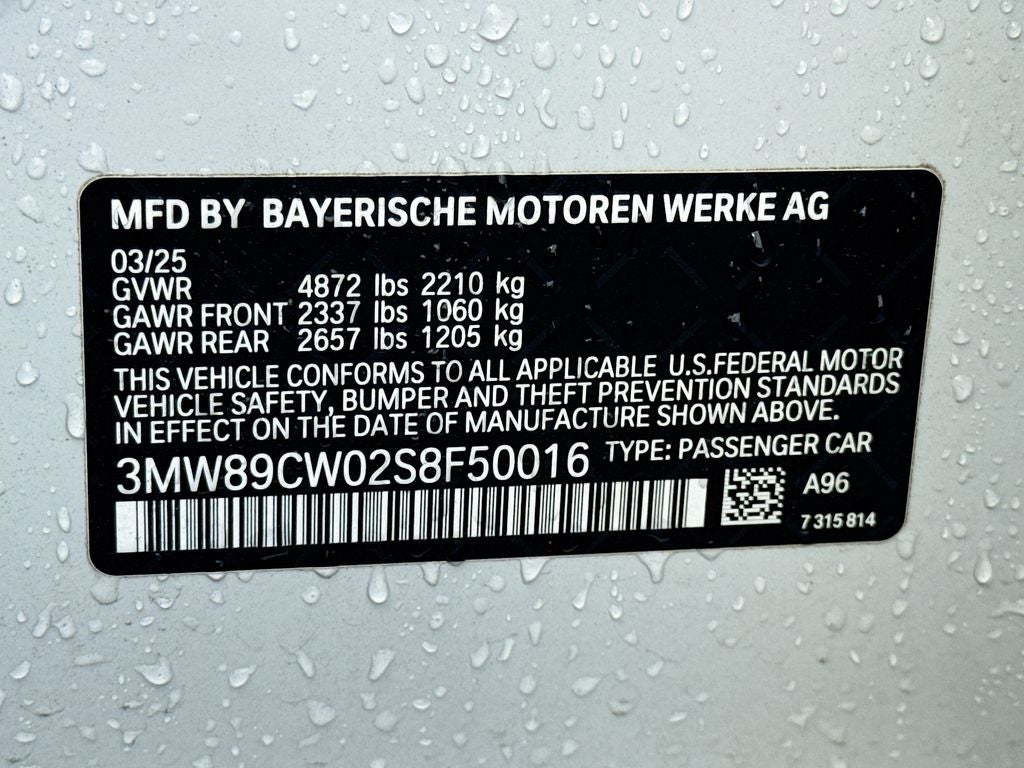 MFD BY BAYERISCHE MOTOREN WERKE AG
03/25
GVWR 4872 lbs 2210 kg
GAWR FRONT 2337 lbs 1060 kg
GAWR REAR 2657 lbs 1205 kg
THIS VEHICLE CONFORMS TO ALL APPLICABLE U.S.FEDERAL MOTOR
VEHICLE SAFETY, BUMPER AND THEFT PREVENTION STANDARDS
IN EFFECT ON THE DATE OF MANUFACTURE SHOWN ABOVE.
3MW89CW02S8F50016 TYPE: PASSENGER CAR
A96
7 315 814